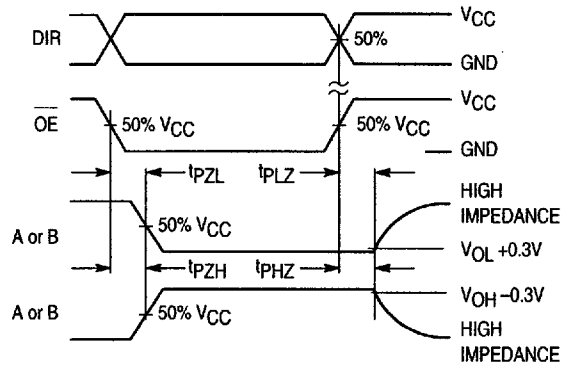 VCC
DIR
50%
GND
VCC
OE
50% VCC
50% VCC
GND
tPZL
tPLZ
HIGH
IMPEDANCE
A or B
50% VCC
VOL +0.3V
tPZH
tPHZ
VOH –0.3V
A or B
50% VCC
HIGH
IMPEDANCE